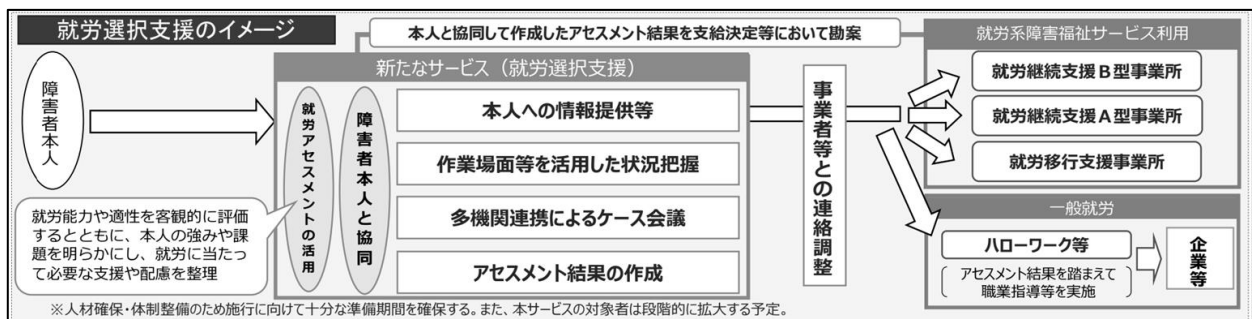 就労選択支援のイメージ
本人と協同して作成したアセスメント結果を支給決定等において勘案
障害者本人
新たなサービス（就労選択支援）
就労アセスメントの活用
障害者本人と協同
本人への情報提供等
作業場面等を活用した状況把握
多機関連携によるケース会議
アセスメント結果の作成
就労能力や適性を客観的に評価
するとともに、本人の強みや課
題を明らかにし、就労に当たっ
て必要な支援や配慮を整理
事業者等との連絡調整
就労系障害福祉サービス利用
就労継続支援Ｂ型事業所
就労継続支援Ａ型事業所
就労移行支援事業所
一般就労
ハローワーク等
アセスメント結果を踏まえて
職業指導等を実施
企業等
※人材確保・体制整備のため施行に向けて十分な準備期間を確保する。また、本サービスの対象者は段階的に拡大する予定。